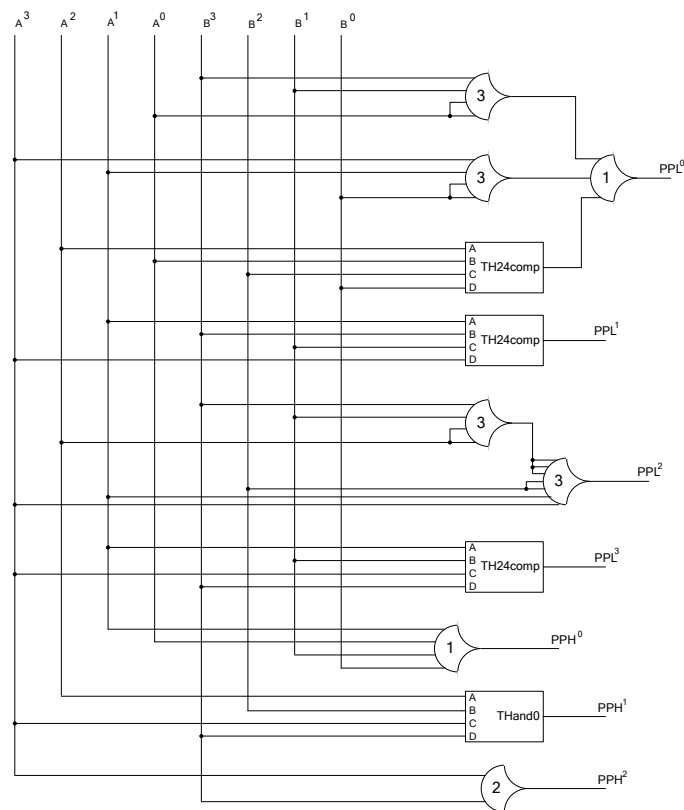 A³ A² A¹ A⁰ B³ B² B¹ B⁰
3
3
1
PPL⁰
A
B
C
D
TH24comp
A
B
C
D
TH24comp
PPL¹
3
3
PPL²
A
B
C
D
TH24comp
PPL³
1
PPH⁰
A
B
C
D
THand0
PPH¹
2
PPH²